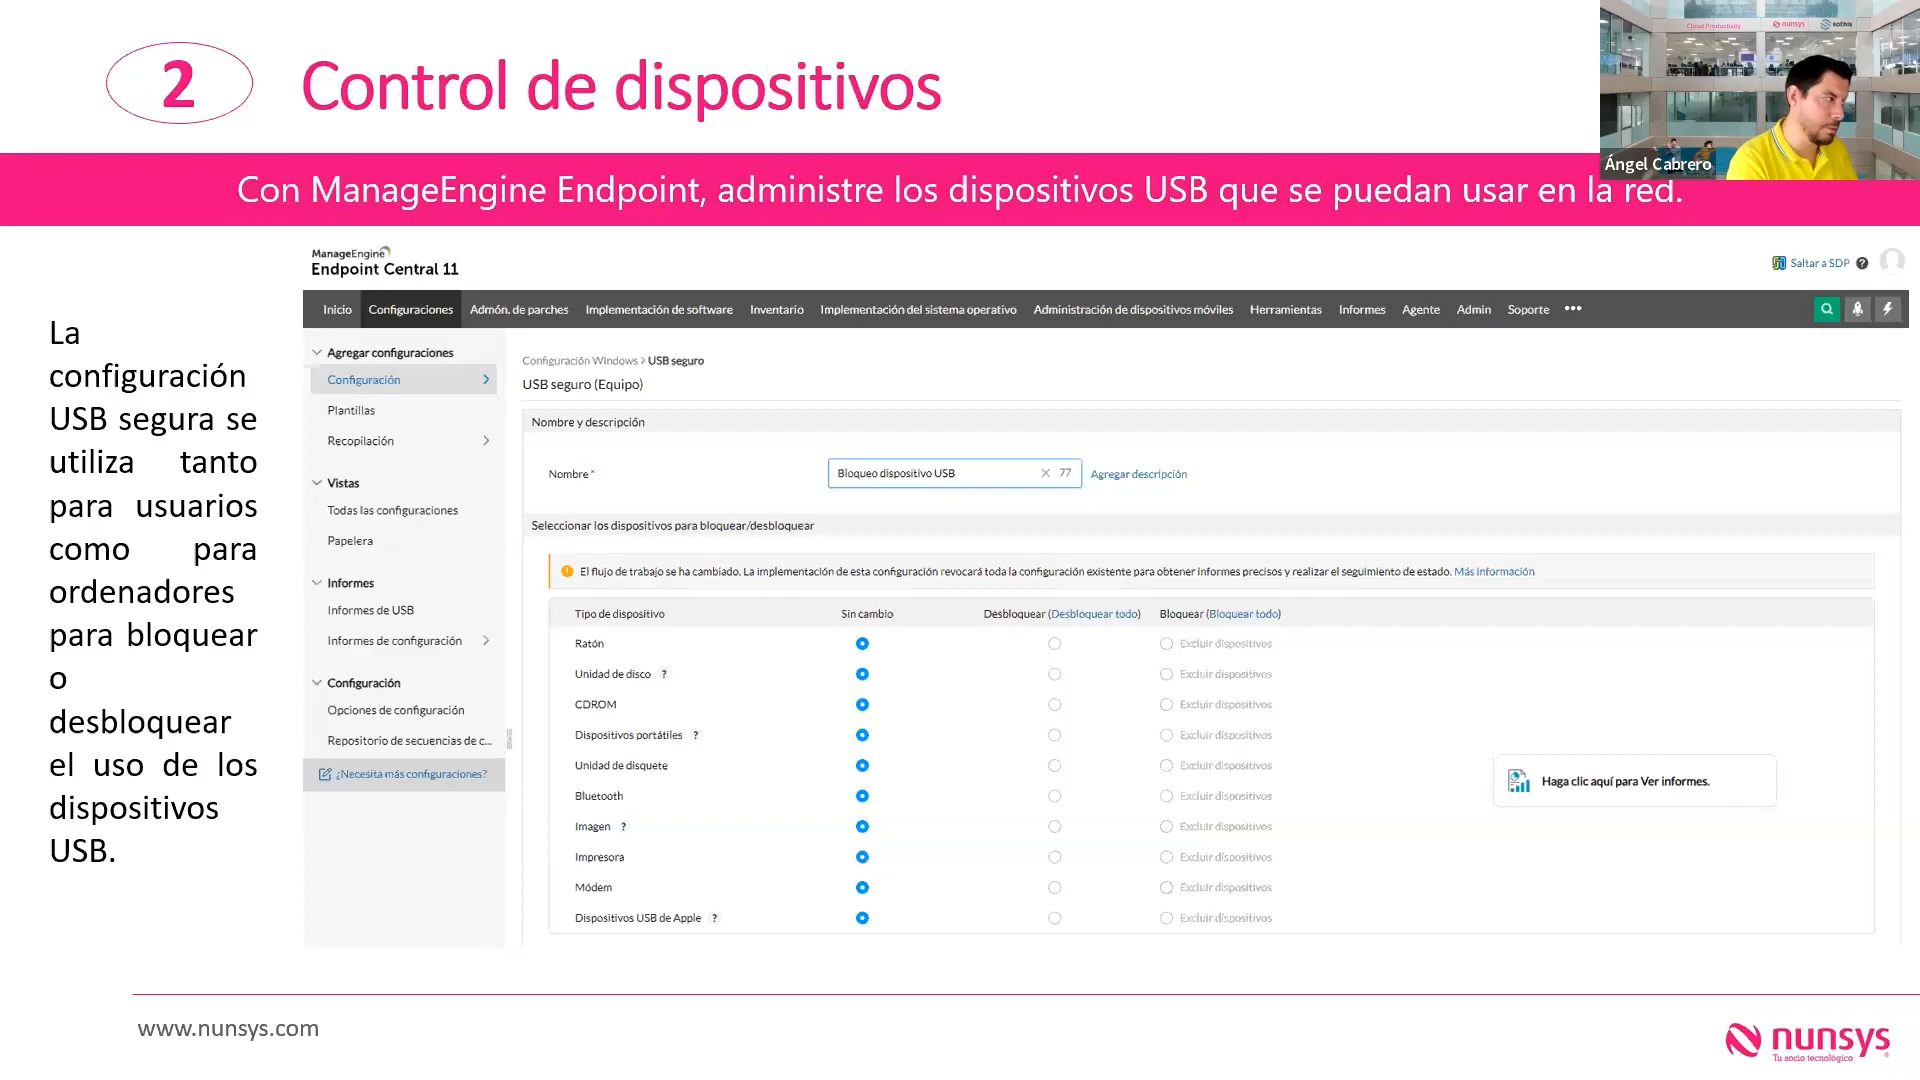 2
Control de dispositivos
Cloud Productivity nunsys sothis
Ángel Cabrero
Con ManageEngine Endpoint, administre los dispositivos USB que se puedan usar en la red.
La
configuración
USB segura se
utiliza tanto
para usuarios
como para
ordenadores
para bloquear
o
desbloquear
el uso de los
dispositivos
USB.
ManageEngine
Endpoint Central 11
Saltar a SDP ?
Inicio Configuraciones Admón. de parches Implementación de software Inventario Implementación del sistema operativo Administración de dispositivos móviles Herramientas Informes Agente Admin Soporte •••
Agregar configuraciones
Configuración
Plantillas
Recopilación
Vistas
Todas las configuraciones
Papelera
Informes
Informes de USB
Informes de configuración
Configuración
Opciones de configuración
Repositorio de secuencias de c...
¿Necesita más configuraciones?
Configuración Windows > USB seguro
USB seguro (Equipo)
Nombre y descripción
Nombre* Bloqueo dispositivo USB × 77 Agregar descripción
Seleccionar los dispositivos para bloquear/desbloquear
El flujo de trabajo se ha cambiado. La implementación de esta configuración revocará toda la configuración existente para obtener informes precisos y realizar el seguimiento de estado. Más información
Tipo de dispositivo Sin cambio Desbloquear (Desbloquear todo) Bloquear (Bloquear todo)
Ratón Excluir dispositivos
Unidad de disco ? Excluir dispositivos
CDROM Excluir dispositivos
Dispositivos portátiles ? Excluir dispositivos
Unidad de disquete Excluir dispositivos
Bluetooth Excluir dispositivos
Imagen ? Excluir dispositivos
Impresora Excluir dispositivos
Módem Excluir dispositivos
Dispositivos USB de Apple ? Excluir dispositivos
Haga clic aquí para Ver informes.
www.nunsys.com
nunsys
Tu socio tecnológico